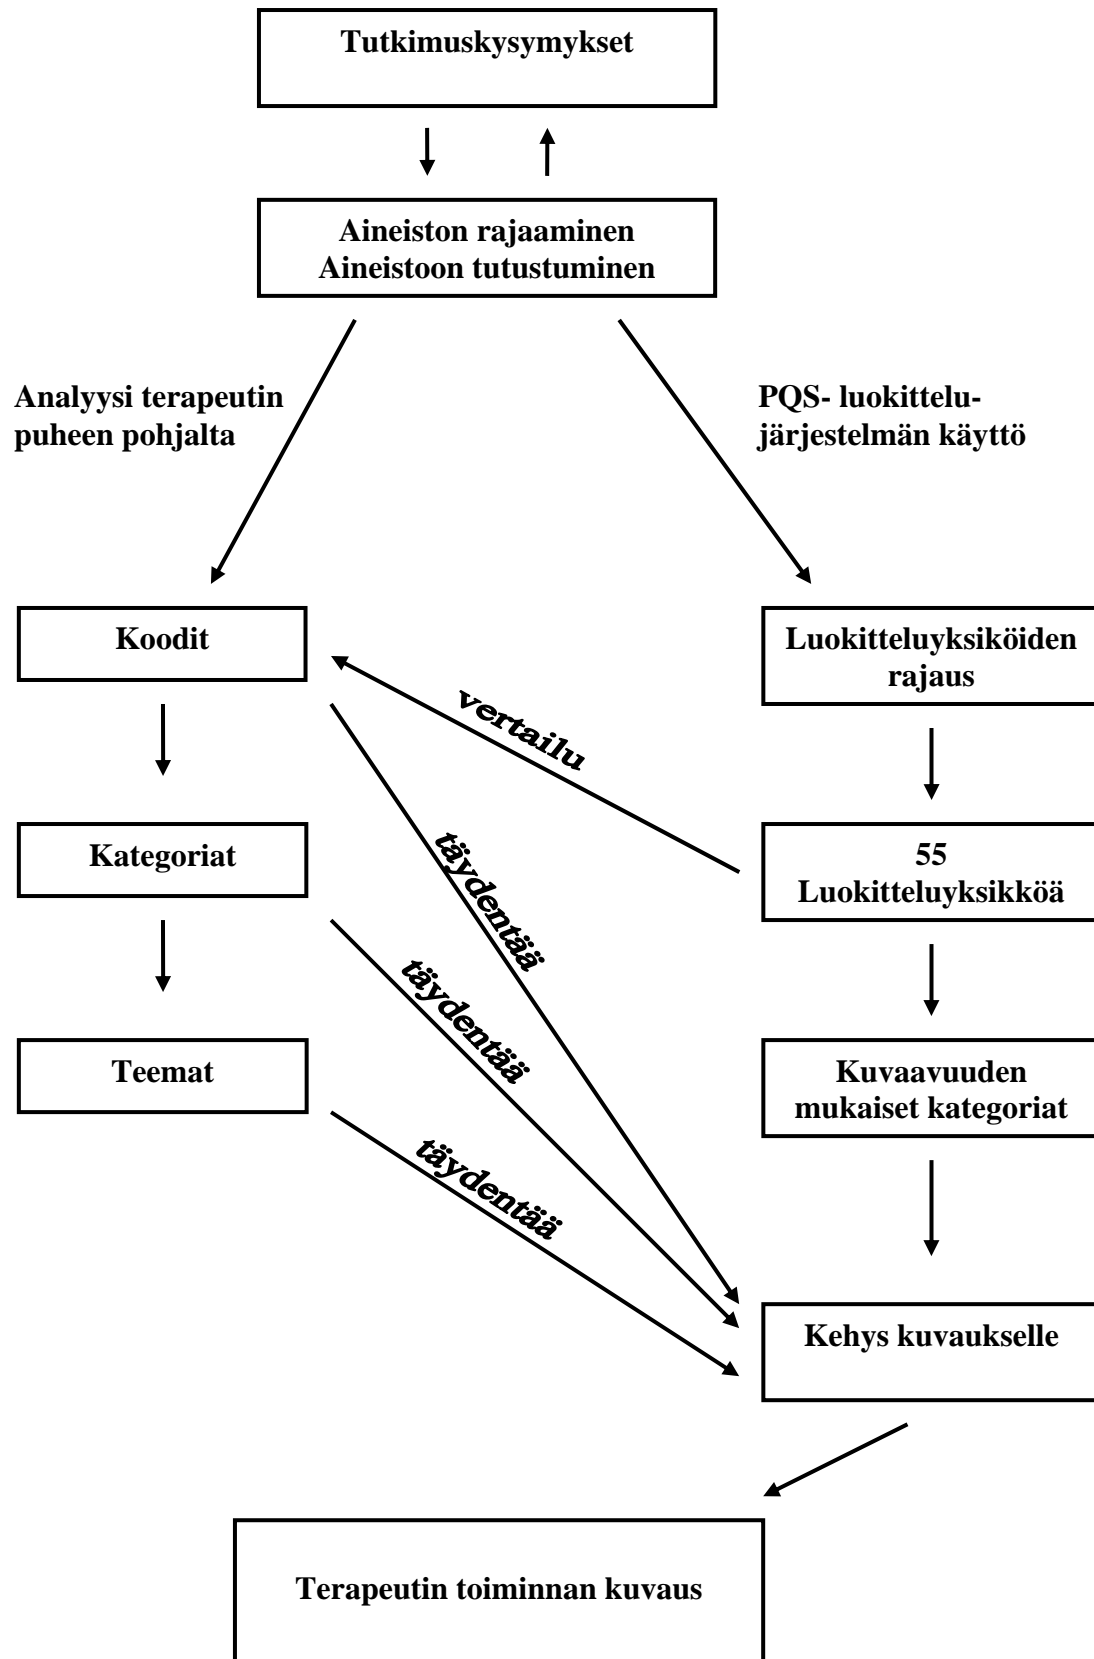 Tutkimuskysymykset
Aineiston rajaaminen
Aineistoon tutustuminen
Analyysi terapeutin
puheen pohjalta
PQS- luokittelu-
järjestelmän käyttö
Koodit
Luokitteluyksiköiden
rajaus
vertailu
Kategoriat
täydentää
55
Luokitteluyksikköä
täydentää
Teemat
Kuvaavuuden
mukaiset kategoriat
täydentää
Kehys kuvaukselle
Terapeutin toiminnan kuvaus